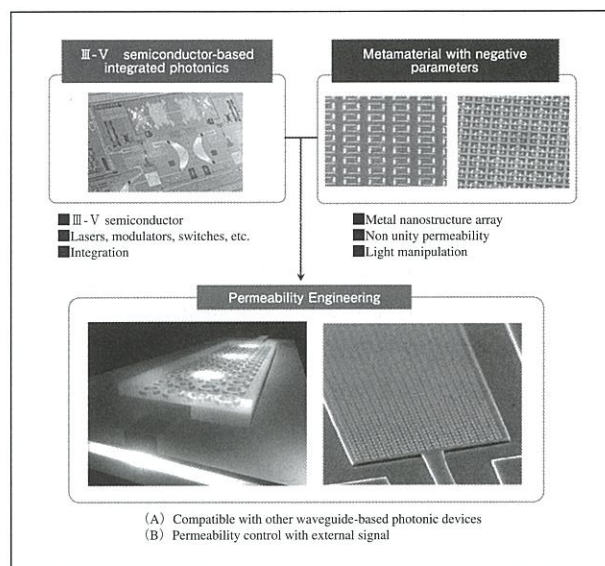 Ⅲ-Ⅴ semiconductor-based
integrated photonics
Metamaterial with negative
parameters
■Ⅲ-Ⅴ semiconductor
■Lasers, modulators, switches, etc.
■Integration
■Metal nanostructure array
■Non unity permeability
■Light manipulation
Permeability Engineering
(A) Compatible with other waveguide-based photonic devices
(B) Permeability control with external signal